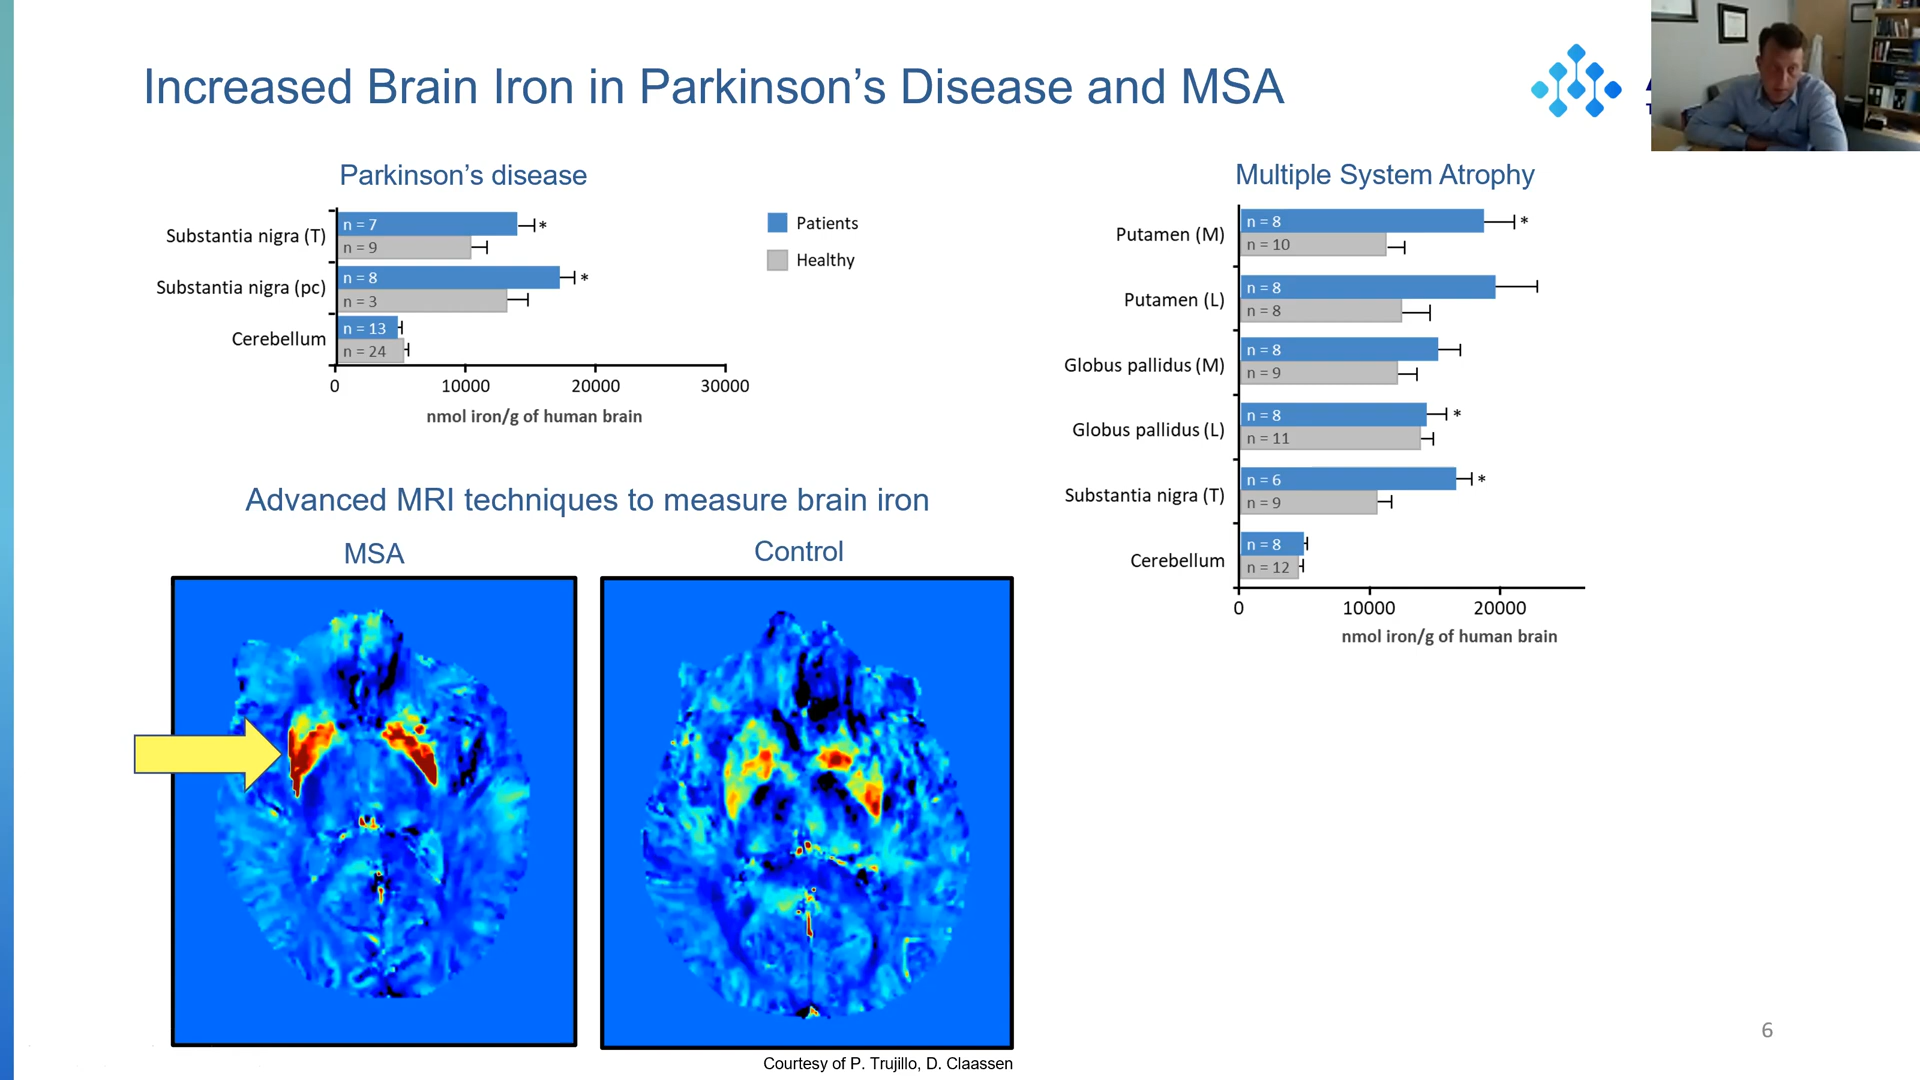 Increased Brain Iron in Parkinson's Disease and MSA
Parkinson's disease
Substantia nigra (T)
n = 7
*
n = 9
Substantia nigra (pc)
n = 8
*
n = 3
Cerebellum
n = 13
n = 24
0 10000 20000 30000
nmol iron/g of human brain
Patients
Healthy
Multiple System Atrophy
Putamen (M)
n = 8
*
n = 10
Putamen (L)
n = 8
n = 8
Globus pallidus (M)
n = 8
n = 9
Globus pallidus (L)
n = 8
*
n = 11
Substantia nigra (T)
n = 6
*
n = 9
Cerebellum
n = 8
n = 12
0 10000 20000
nmol iron/g of human brain
Advanced MRI techniques to measure brain iron
MSA
Control
Courtesy of P. Trujillo, D. Claassen
6